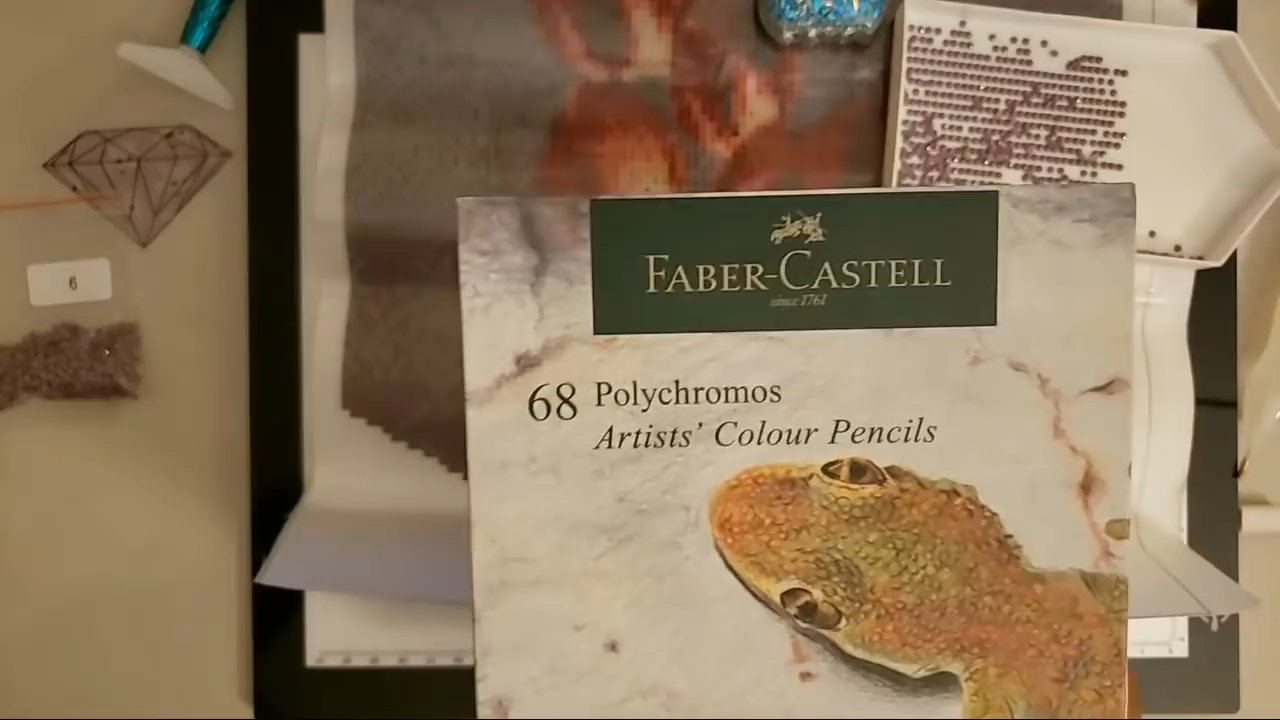 FABER-CASTELL
since 1761
68 Polychromos
Artists' Colour Pencils
6